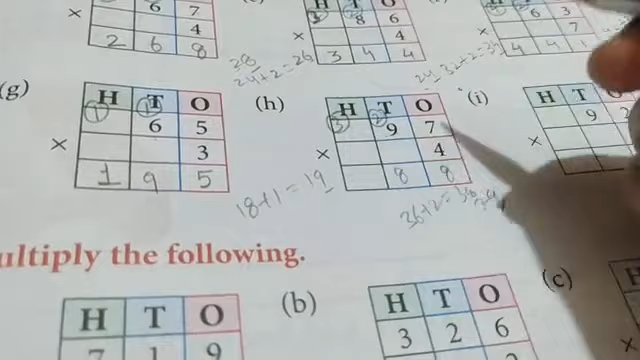 6 7
× 4
2 6 8
28
24+2=26
H T O
3 8 6
× 4
3 4 4
6 3
× 7
4 4 1
(g)
H T O
1 1
6 5
× 3
1 9 5
18+1=19
(h)
H T O
3 2
9 7
× 4
8 8
36+2=38
(i)
H T
9
×
ultiply the following.
H T O
7 1 9
(b)
H T O
3 2 6
(c)
H
×